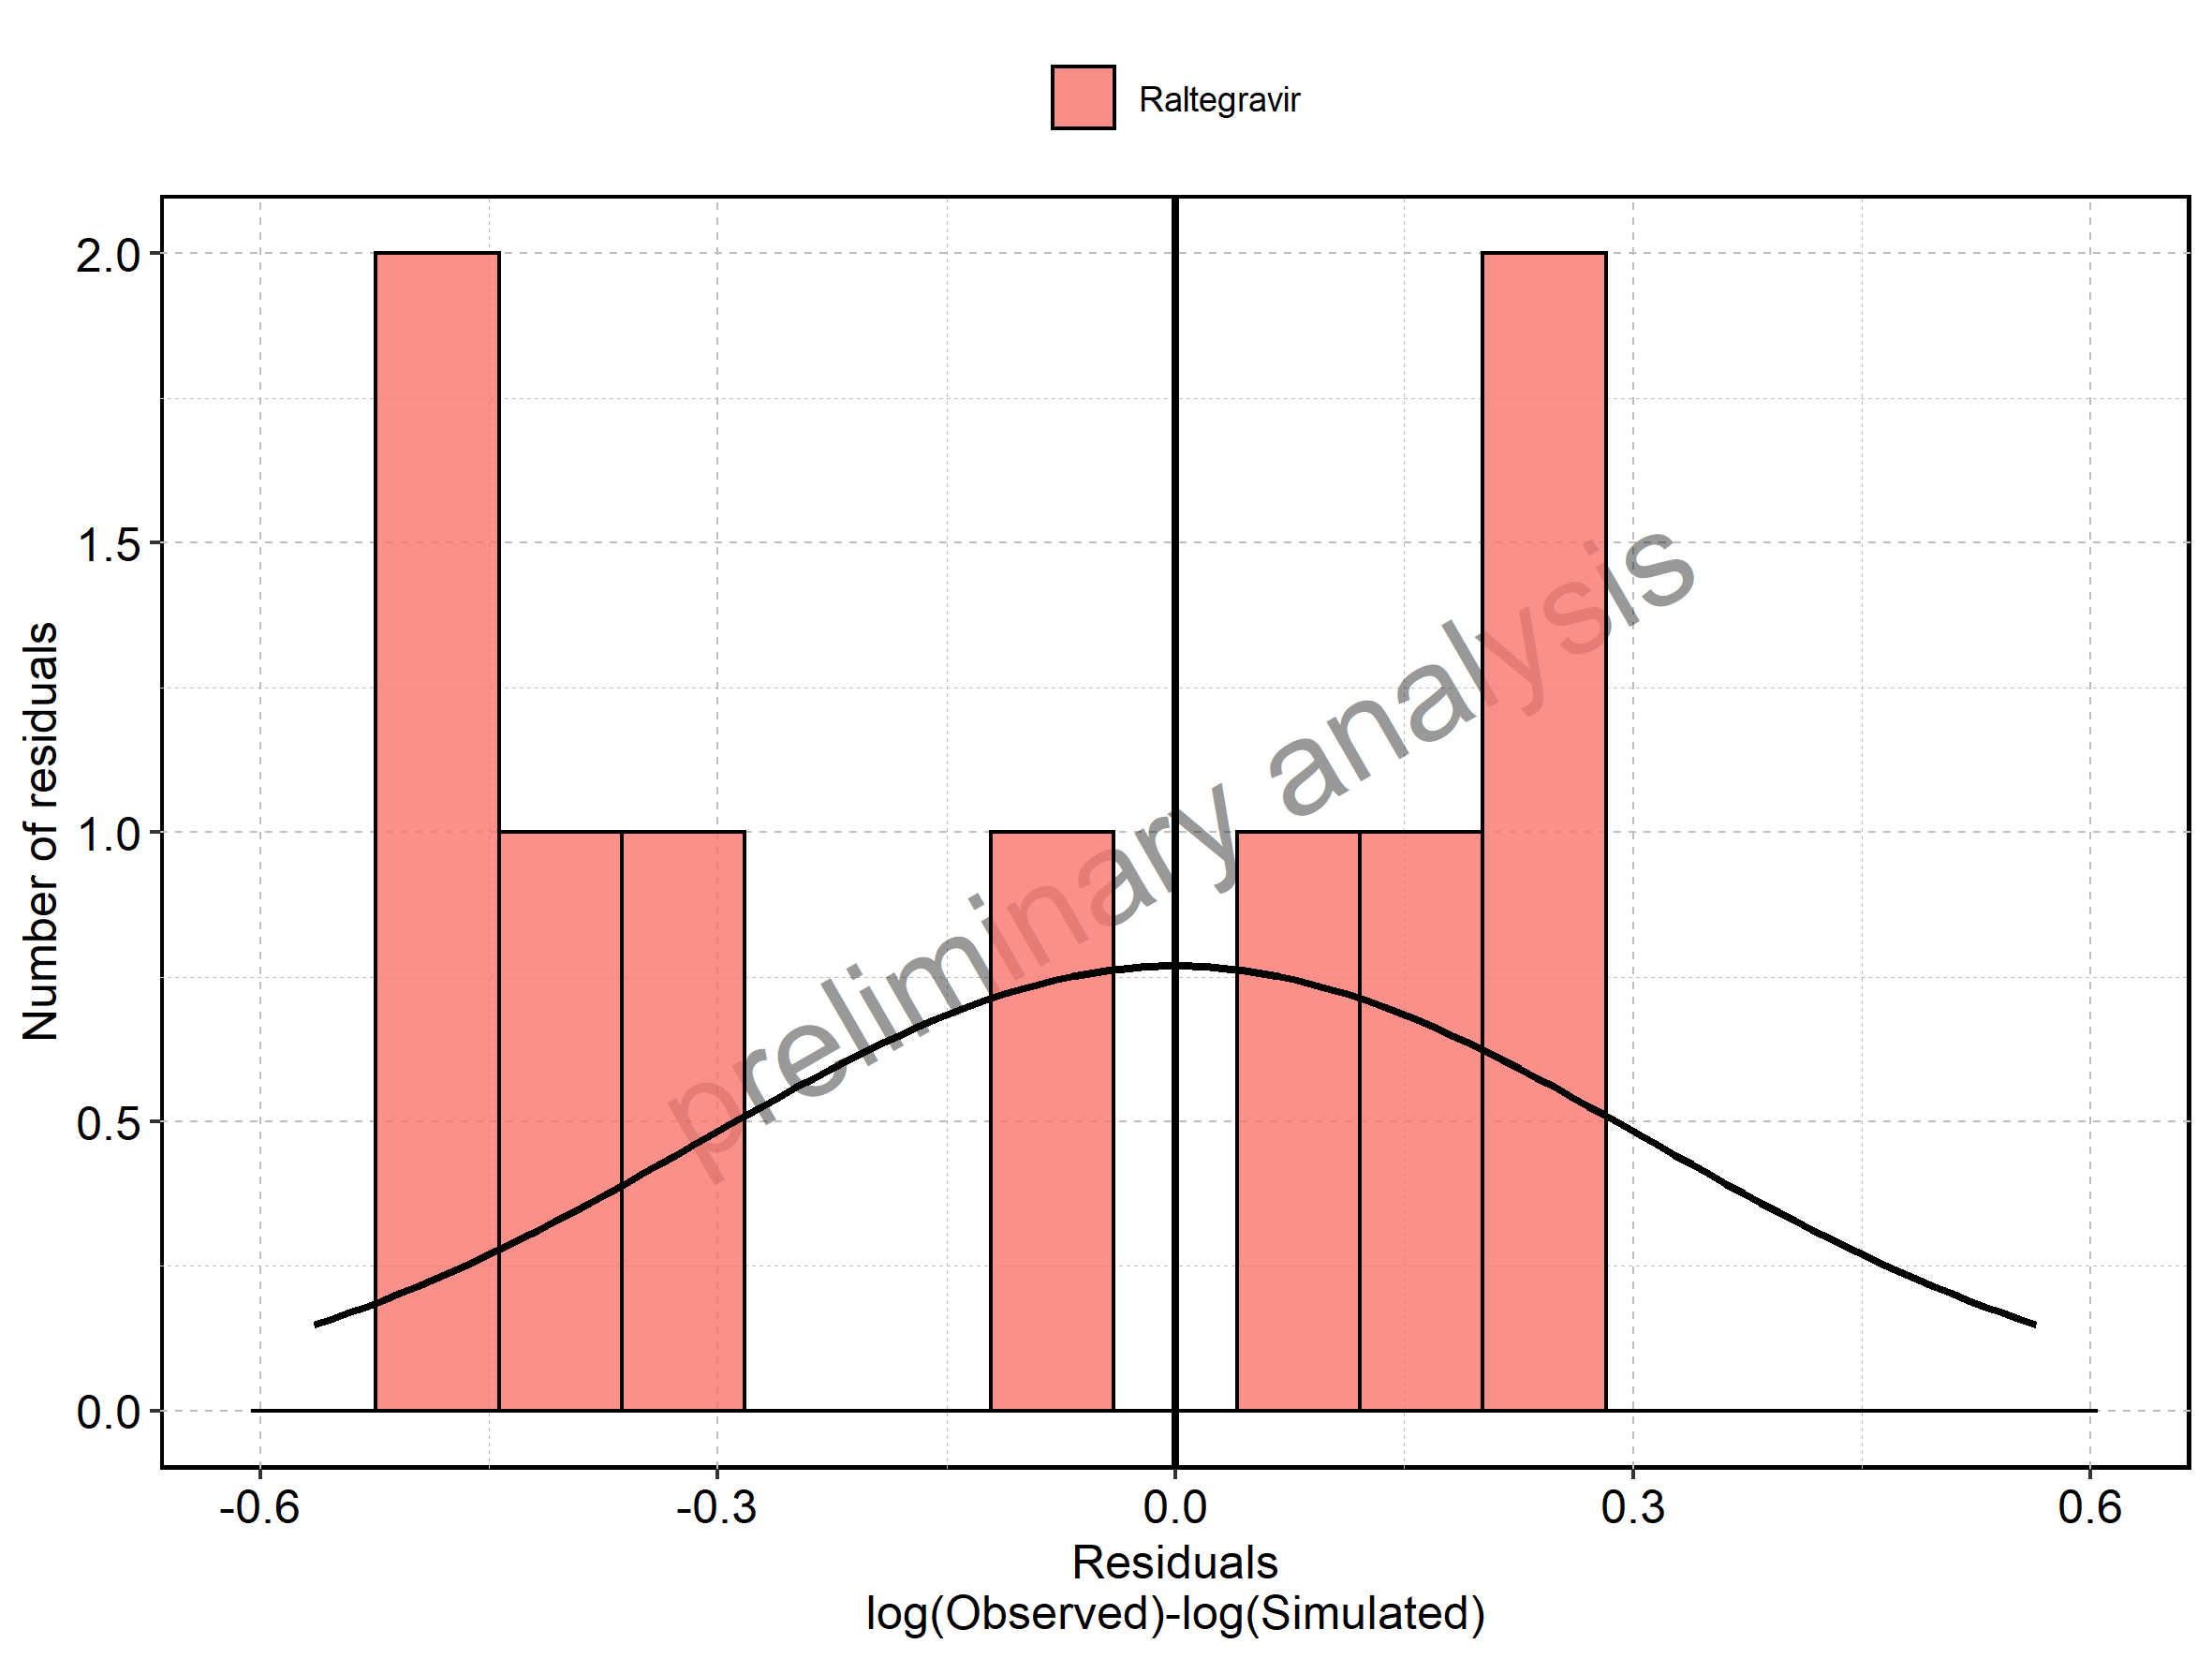 Raltegravir
2.0
1.5
1.0
0.5
0.0
Number of residuals
preliminary analysis
-0.6
-0.3
0.0
0.3
0.6
Residuals
log(Observed)-log(Simulated)